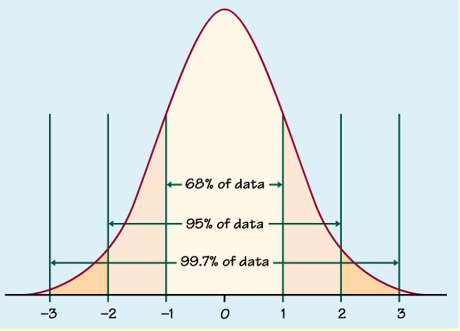 68% of data
95% of data
99.7% of data
−3 −2 −1 0 1 2 3